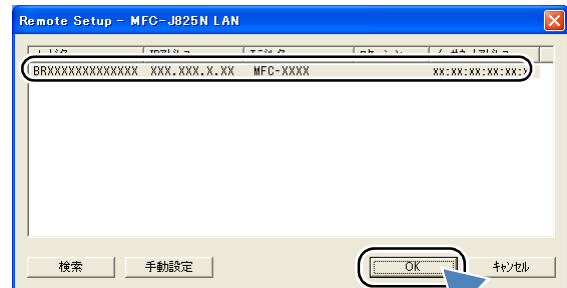 Remote Setup - MFC-J825N LAN
BRXXXXXXXXXXXXX XXX.XXX.X.XX MFC-XXXX xx:xx:xx:xx:xx:x
検索 手動設定 OK キャンセル